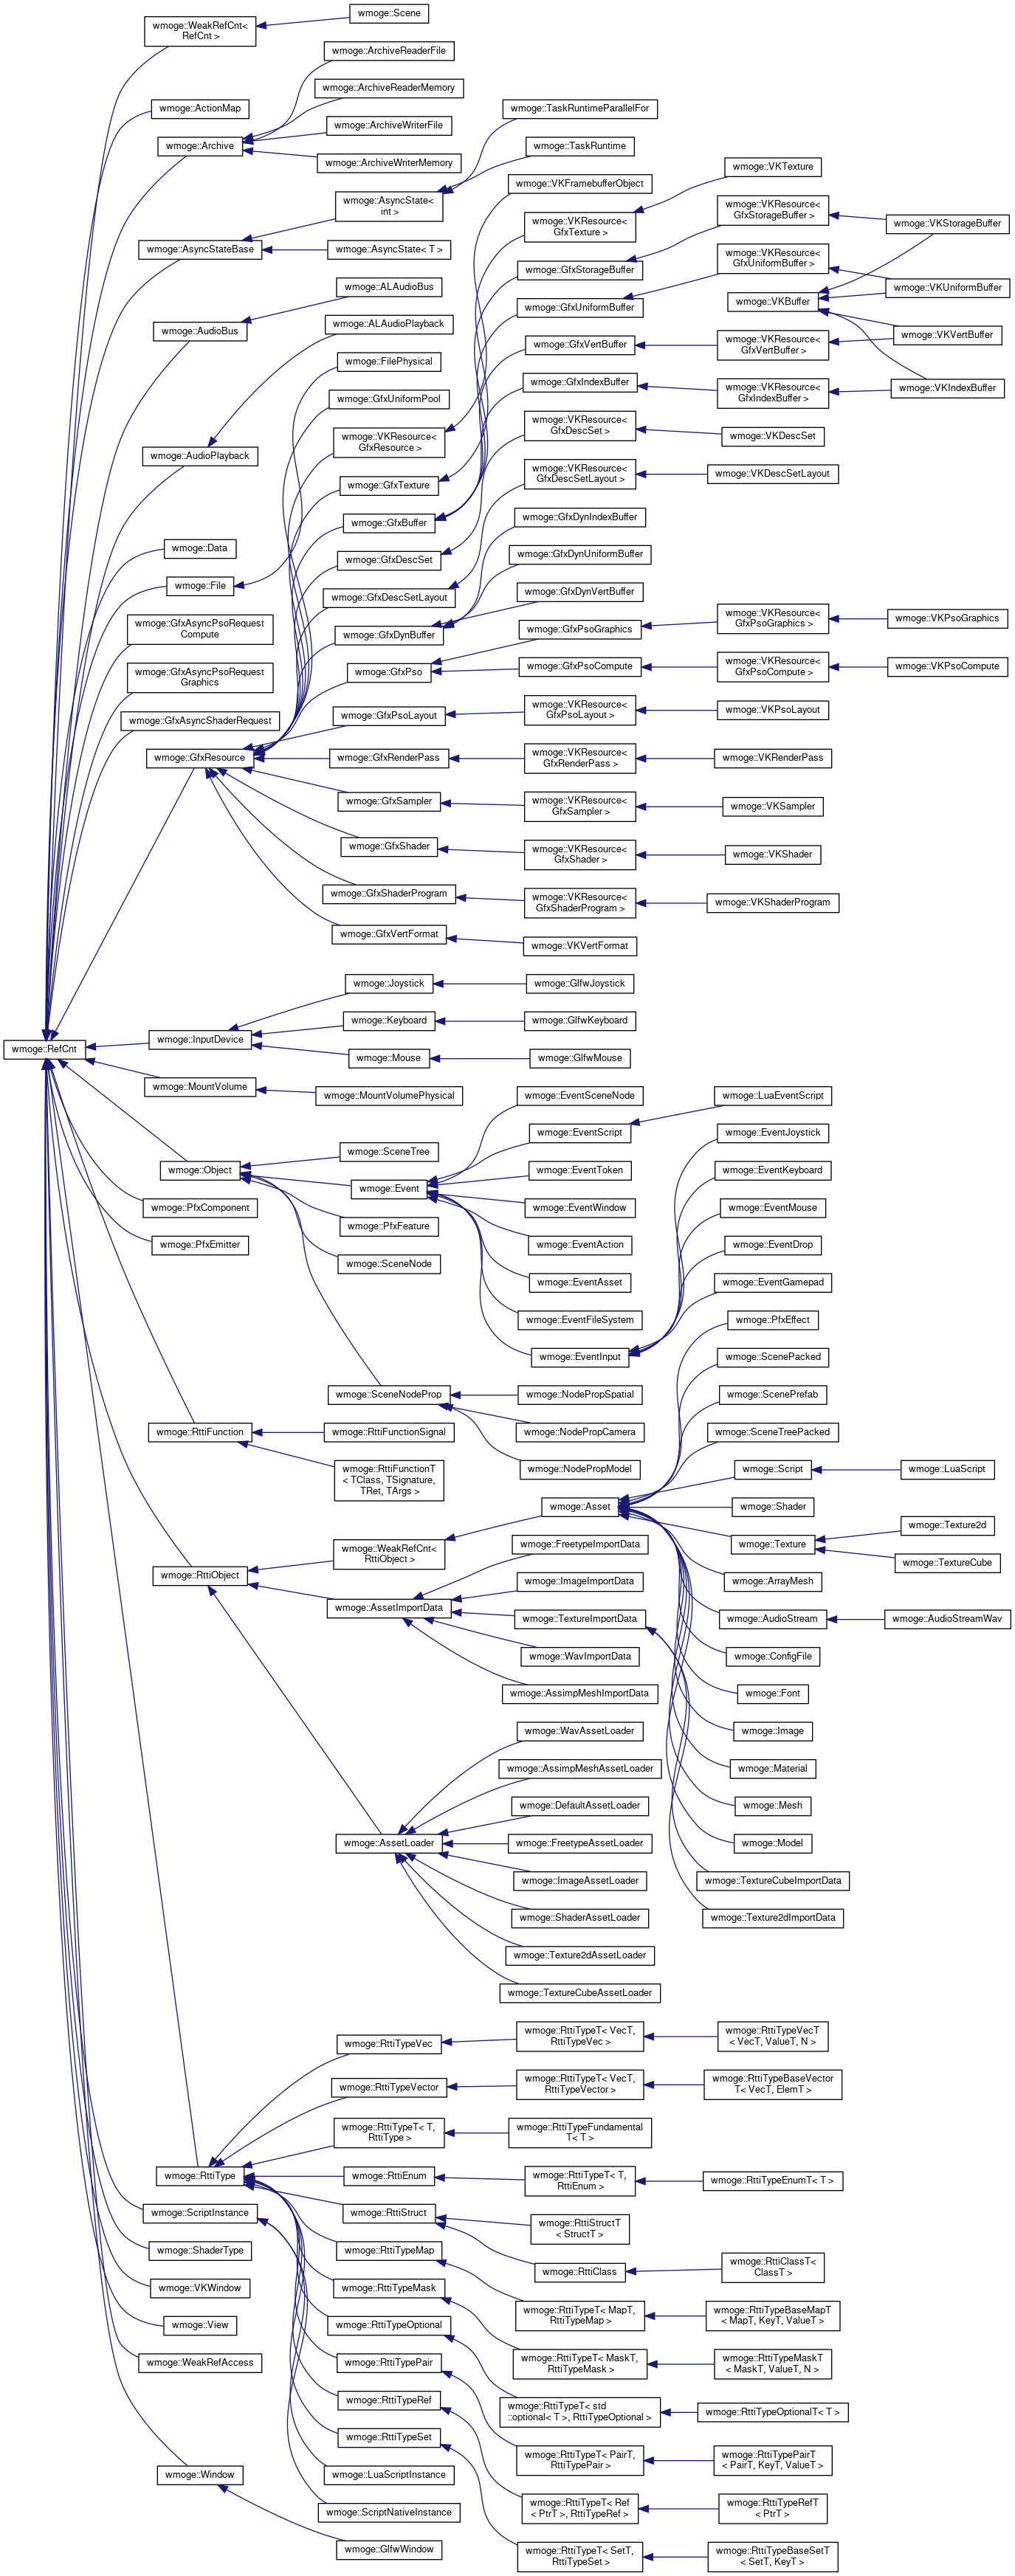 wmoge::RefCnt
wmoge::WeakRefCnt<
RefCnt >
wmoge::ActionMap
wmoge::Archive
wmoge::AsyncStateBase
wmoge::AudioBus
wmoge::AudioPlayback
wmoge::Data
wmoge::File
wmoge::GfxAsyncPsoRequest
Compute
wmoge::GfxAsyncPsoRequest
Graphics
wmoge::GfxAsyncShaderRequest
wmoge::GfxResource
wmoge::InputDevice
wmoge::MountVolume
wmoge::Object
wmoge::PfxComponent
wmoge::PfxEmitter
wmoge::RttiFunction
wmoge::RttiObject
wmoge::RttiType
wmoge::ScriptInstance
wmoge::ShaderType
wmoge::VKWindow
wmoge::View
wmoge::WeakRefAccess
wmoge::Window
wmoge::Scene
wmoge::ArchiveReaderFile
wmoge::ArchiveReaderMemory
wmoge::ArchiveWriterFile
wmoge::ArchiveWriterMemory
wmoge::AsyncState<
int >
wmoge::AsyncState< T >
wmoge::ALAudioBus
wmoge::ALAudioPlayback
wmoge::FilePhysical
wmoge::GfxUniformPool
wmoge::VKResource<
GfxResource >
wmoge::GfxTexture
wmoge::GfxBuffer
wmoge::GfxDescSet
wmoge::GfxDescSetLayout
wmoge::GfxDynBuffer
wmoge::GfxPso
wmoge::GfxPsoLayout
wmoge::GfxRenderPass
wmoge::GfxSampler
wmoge::GfxShader
wmoge::GfxShaderProgram
wmoge::GfxVertFormat
wmoge::Joystick
wmoge::Keyboard
wmoge::Mouse
wmoge::MountVolumePhysical
wmoge::SceneTree
wmoge::Event
wmoge::PfxFeature
wmoge::SceneNode
wmoge::SceneNodeProp
wmoge::RttiFunctionSignal
wmoge::RttiFunctionT
< TClass, TSignature,
TRet, TArgs >
wmoge::WeakRefCnt<
RttiObject >
wmoge::AssetImportData
wmoge::AssetLoader
wmoge::RttiTypeVec
wmoge::RttiTypeVector
wmoge::RttiTypeT< T,
RttiType >
wmoge::RttiEnum
wmoge::RttiStruct
wmoge::RttiTypeMap
wmoge::RttiTypeMask
wmoge::RttiTypeOptional
wmoge::RttiTypePair
wmoge::RttiTypeRef
wmoge::RttiTypeSet
wmoge::LuaScriptInstance
wmoge::ScriptNativeInstance
wmoge::GlfwWindow
wmoge::TaskRuntimeParallelFor
wmoge::TaskRuntime
wmoge::VKFramebufferObject
wmoge::VKResource<
GfxTexture >
wmoge::GfxStorageBuffer
wmoge::GfxUniformBuffer
wmoge::GfxVertBuffer
wmoge::GfxIndexBuffer
wmoge::VKResource<
GfxDescSet >
wmoge::VKResource<
GfxDescSetLayout >
wmoge::GfxDynIndexBuffer
wmoge::GfxDynUniformBuffer
wmoge::GfxDynVertBuffer
wmoge::GfxPsoGraphics
wmoge::GfxPsoCompute
wmoge::VKResource<
GfxPsoLayout >
wmoge::VKResource<
GfxRenderPass >
wmoge::VKResource<
GfxSampler >
wmoge::VKResource<
GfxShader >
wmoge::VKResource<
GfxShaderProgram >
wmoge::VKVertFormat
wmoge::GlfwJoystick
wmoge::GlfwKeyboard
wmoge::GlfwMouse
wmoge::EventSceneNode
wmoge::EventScript
wmoge::EventToken
wmoge::EventWindow
wmoge::EventAction
wmoge::EventAsset
wmoge::EventFileSystem
wmoge::EventInput
wmoge::NodePropSpatial
wmoge::NodePropCamera
wmoge::NodePropModel
wmoge::Asset
wmoge::FreetypeImportData
wmoge::ImageImportData
wmoge::TextureImportData
wmoge::WavImportData
wmoge::AssimpMeshImportData
wmoge::WavAssetLoader
wmoge::AssimpMeshAssetLoader
wmoge::DefaultAssetLoader
wmoge::FreetypeAssetLoader
wmoge::ImageAssetLoader
wmoge::ShaderAssetLoader
wmoge::Texture2dAssetLoader
wmoge::TextureCubeAssetLoader
wmoge::RttiTypeT< VecT,
RttiTypeVec >
wmoge::RttiTypeT< VecT,
RttiTypeVector >
wmoge::RttiTypeFundamental
T< T >
wmoge::RttiTypeT< T,
RttiEnum >
wmoge::RttiStructT
< StructT >
wmoge::RttiClass
wmoge::RttiTypeT< MapT,
RttiTypeMap >
wmoge::RttiTypeT< MaskT,
RttiTypeMask >
wmoge::RttiTypeT< std
::optional< T >, RttiTypeOptional >
wmoge::RttiTypeT< PairT,
RttiTypePair >
wmoge::RttiTypeT< Ref
< PtrT >, RttiTypeRef >
wmoge::RttiTypeT< SetT,
RttiTypeSet >
wmoge::VKTexture
wmoge::VKResource<
GfxStorageBuffer >
wmoge::VKResource<
GfxUniformBuffer >
wmoge::VKBuffer
wmoge::VKResource<
GfxVertBuffer >
wmoge::VKResource<
GfxIndexBuffer >
wmoge::VKDescSet
wmoge::VKDescSetLayout
wmoge::VKResource<
GfxPsoGraphics >
wmoge::VKResource<
GfxPsoCompute >
wmoge::VKPsoLayout
wmoge::VKRenderPass
wmoge::VKSampler
wmoge::VKShader
wmoge::VKShaderProgram
wmoge::LuaEventScript
wmoge::EventJoystick
wmoge::EventKeyboard
wmoge::EventMouse
wmoge::EventDrop
wmoge::EventGamepad
wmoge::PfxEffect
wmoge::ScenePacked
wmoge::ScenePrefab
wmoge::SceneTreePacked
wmoge::Script
wmoge::Shader
wmoge::Texture
wmoge::ArrayMesh
wmoge::AudioStream
wmoge::ConfigFile
wmoge::Font
wmoge::Image
wmoge::Material
wmoge::Mesh
wmoge::Model
wmoge::TextureCubeImportData
wmoge::Texture2dImportData
wmoge::RttiTypeVecT
< VecT, ValueT, N >
wmoge::RttiTypeBaseVector
T< VecT, ElemT >
wmoge::RttiTypeEnumT< T >
wmoge::RttiClassT<
ClassT >
wmoge::RttiTypeBaseMapT
< MapT, KeyT, ValueT >
wmoge::RttiTypeMaskT
< MaskT, ValueT, N >
wmoge::RttiTypeOptionalT< T >
wmoge::RttiTypePairT
< PairT, KeyT, ValueT >
wmoge::RttiTypeRefT
< PtrT >
wmoge::RttiTypeBaseSetT
< SetT, KeyT >
wmoge::VKStorageBuffer
wmoge::VKUniformBuffer
wmoge::VKVertBuffer
wmoge::VKIndexBuffer
wmoge::VKPsoGraphics
wmoge::VKPsoCompute
wmoge::LuaScript
wmoge::Texture2d
wmoge::TextureCube
wmoge::AudioStreamWav